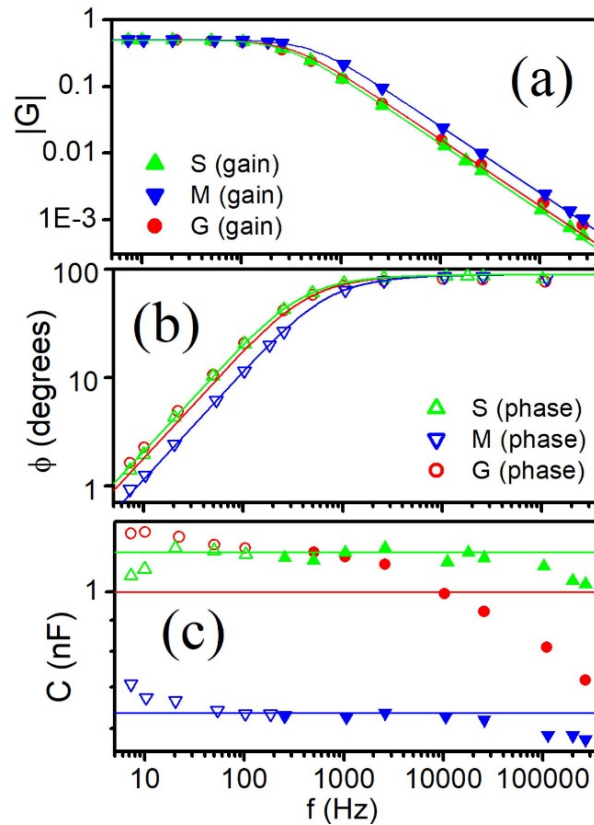 1
0.1
0.01
1E-3
|G|
(a)
S (gain)
M (gain)
G (gain)
100
10
1
ϕ (degrees)
(b)
S (phase)
M (phase)
G (phase)
1
C (nF)
(c)
10 100 1000 10000 100000
f (Hz)